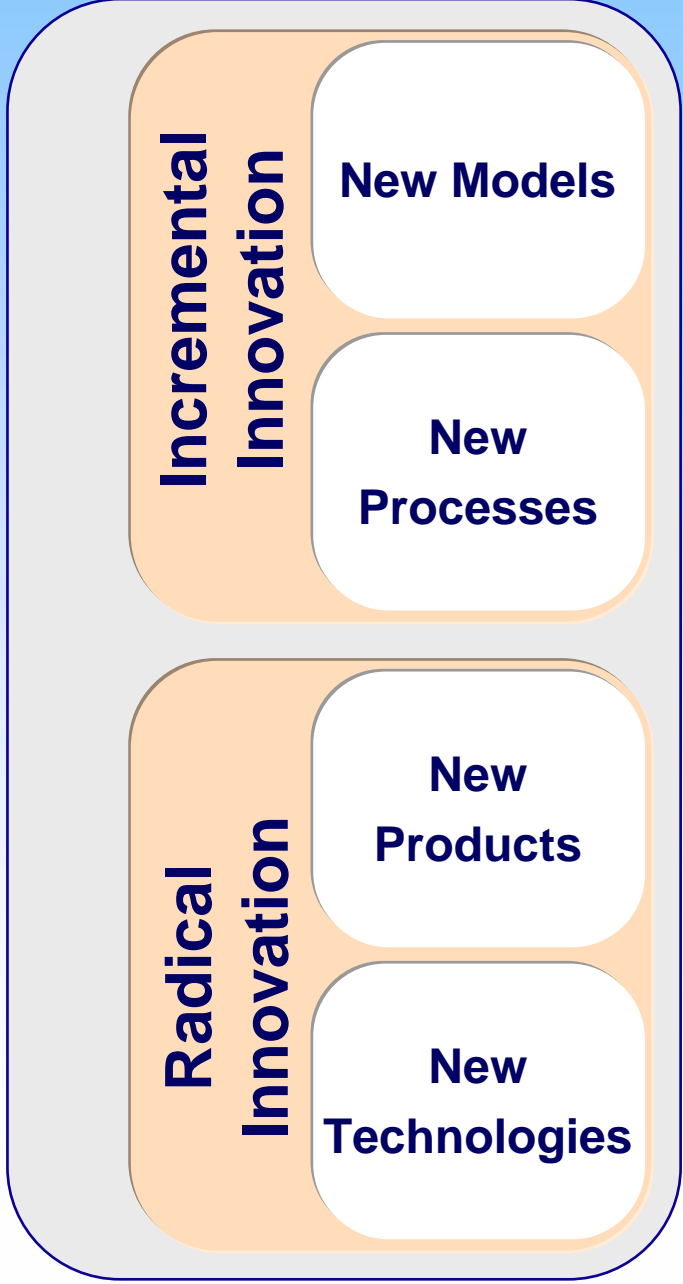 Incremental
Innovation
New Models
New
Processes
Radical
Innovation
New
Products
New
Technologies